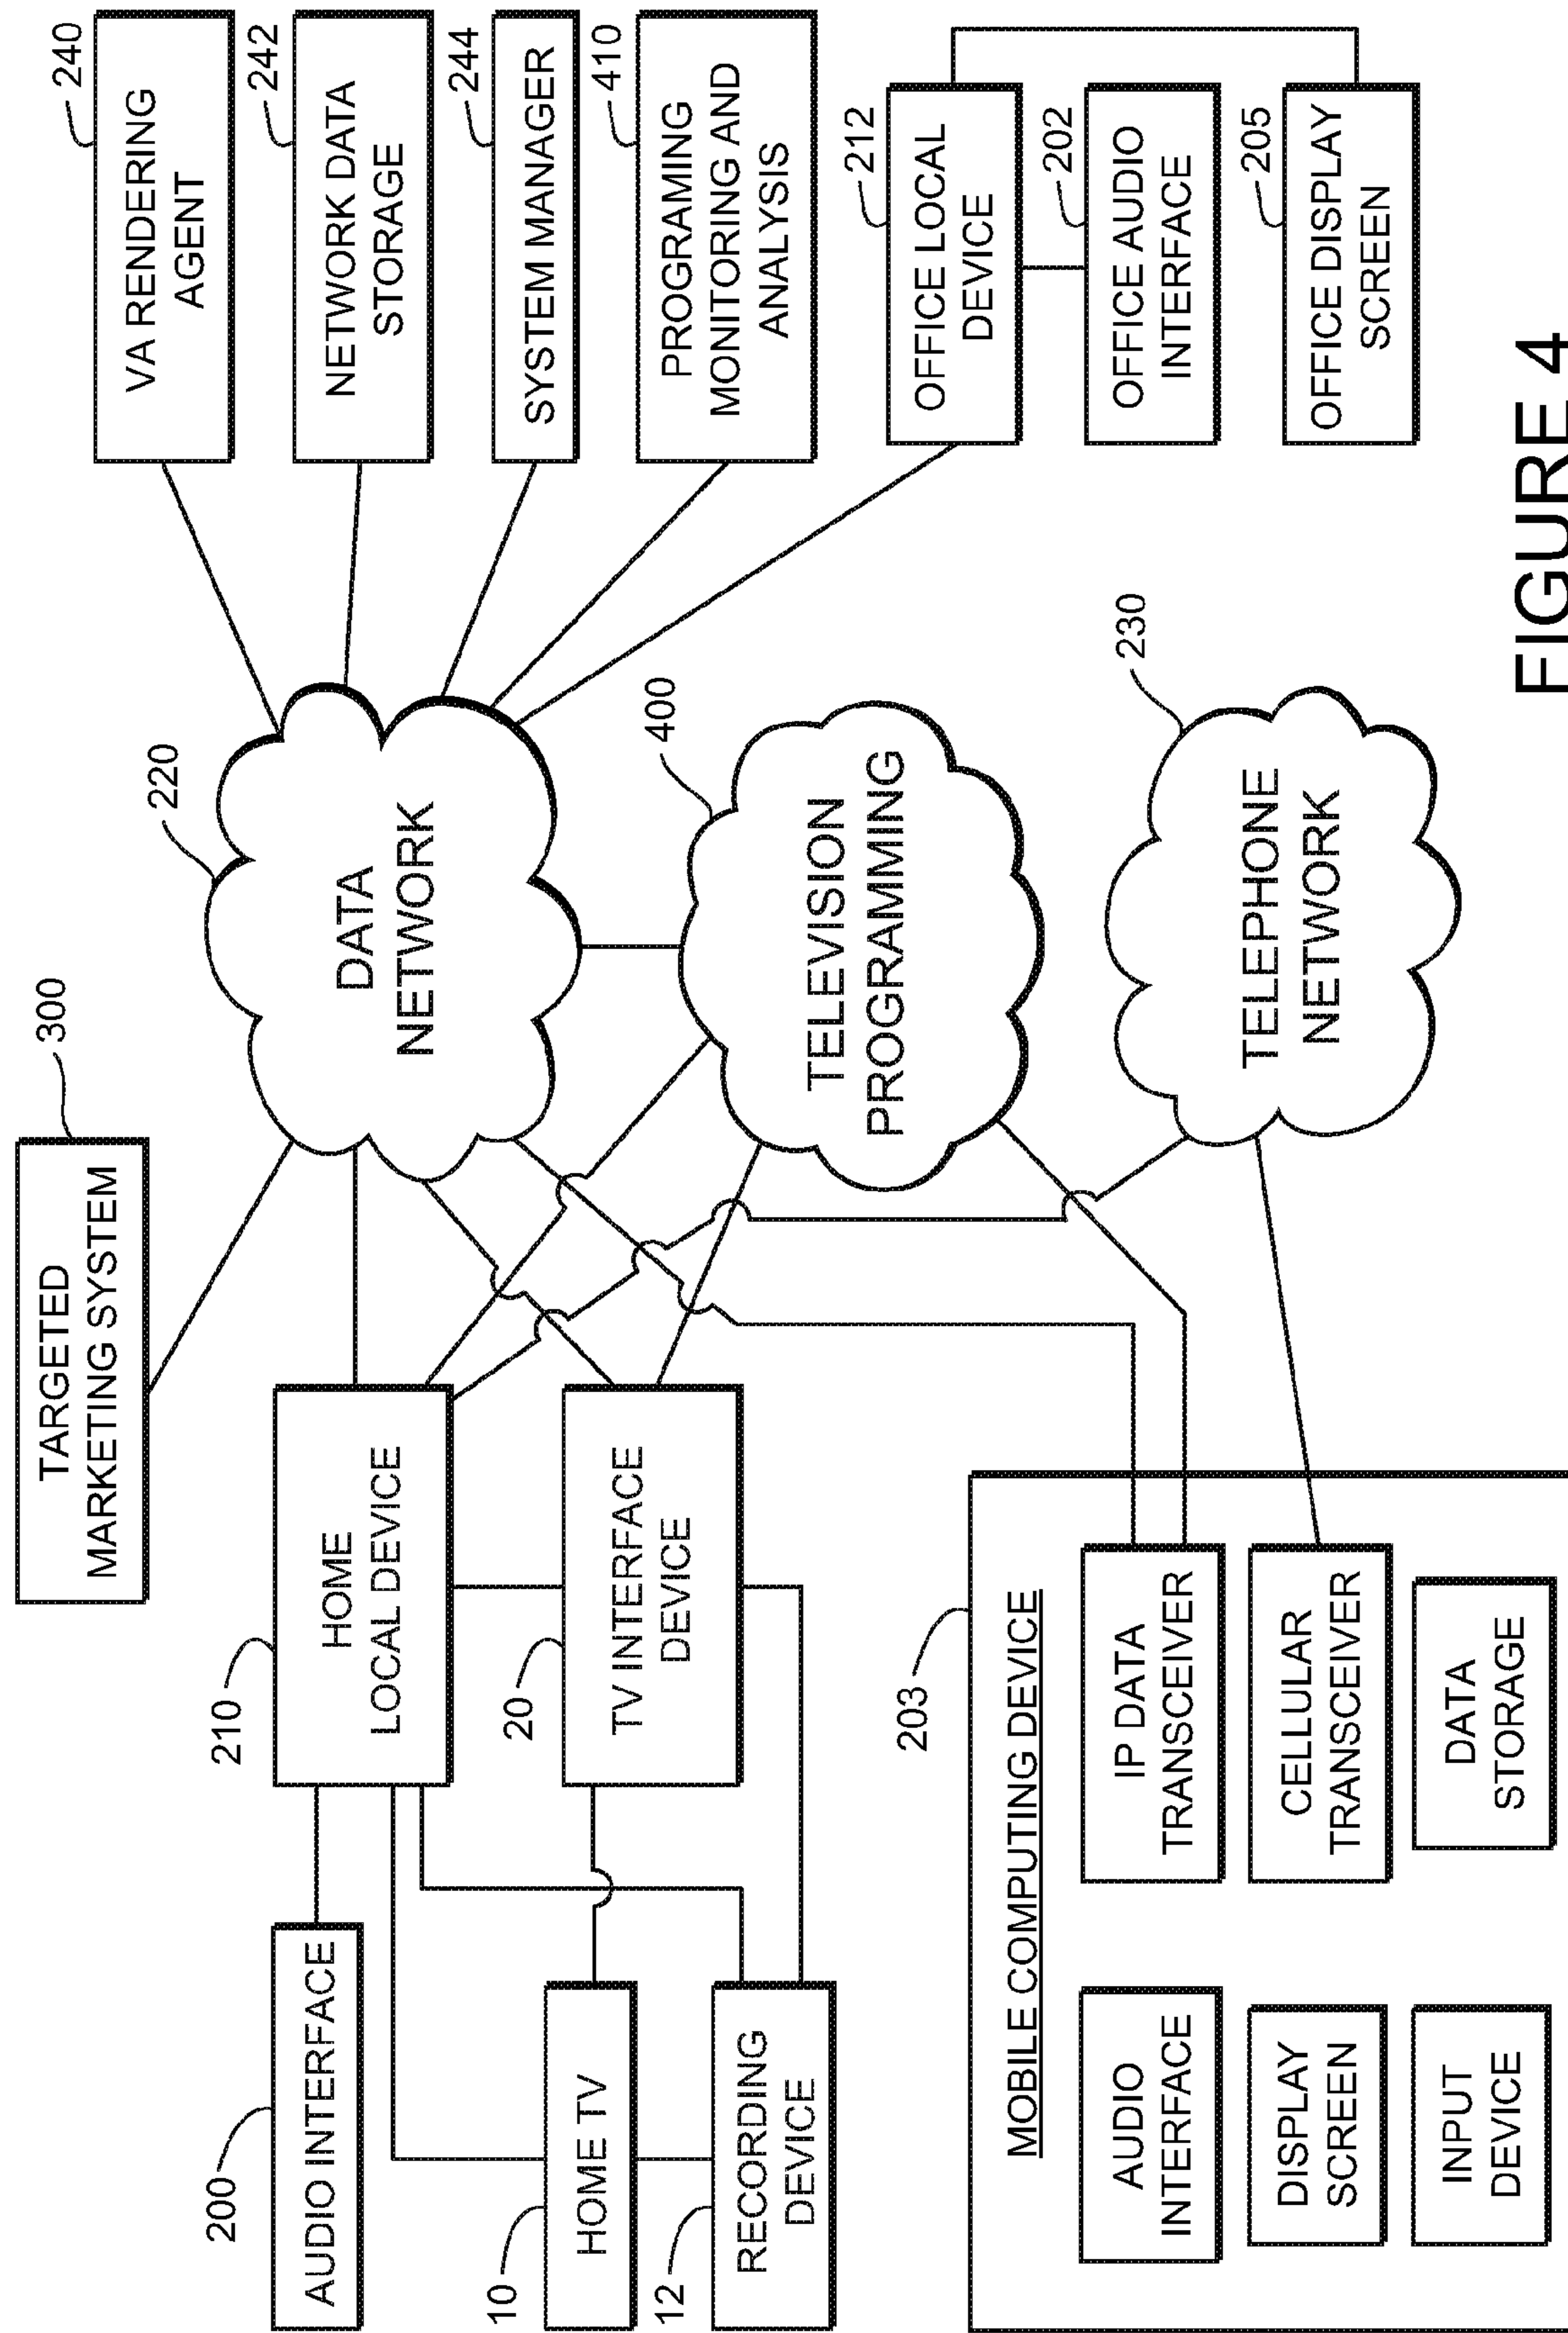 TARGETED
MARKETING SYSTEM
300
200
AUDIO INTERFACE
210
HOME
LOCAL DEVICE
220
DATA
NETWORK
240
VA RENDERING
AGENT
242
NETWORK DATA
STORAGE
244
SYSTEM MANAGER
410
PROGRAMING
MONITORING AND
ANALYSIS
10
HOME TV
20
TV INTERFACE
DEVICE
12
RECORDING
DEVICE
400
TELEVISION
PROGRAMMING
212
OFFICE LOCAL
DEVICE
202
OFFICE AUDIO
INTERFACE
205
OFFICE DISPLAY
SCREEN
230
TELEPHONE
NETWORK
203
MOBILE COMPUTING DEVICE
AUDIO
INTERFACE
IP DATA
TRANSCEIVER
DISPLAY
SCREEN
CELLULAR
TRANSCEIVER
INPUT
DEVICE
DATA
STORAGE
FIGURE 4